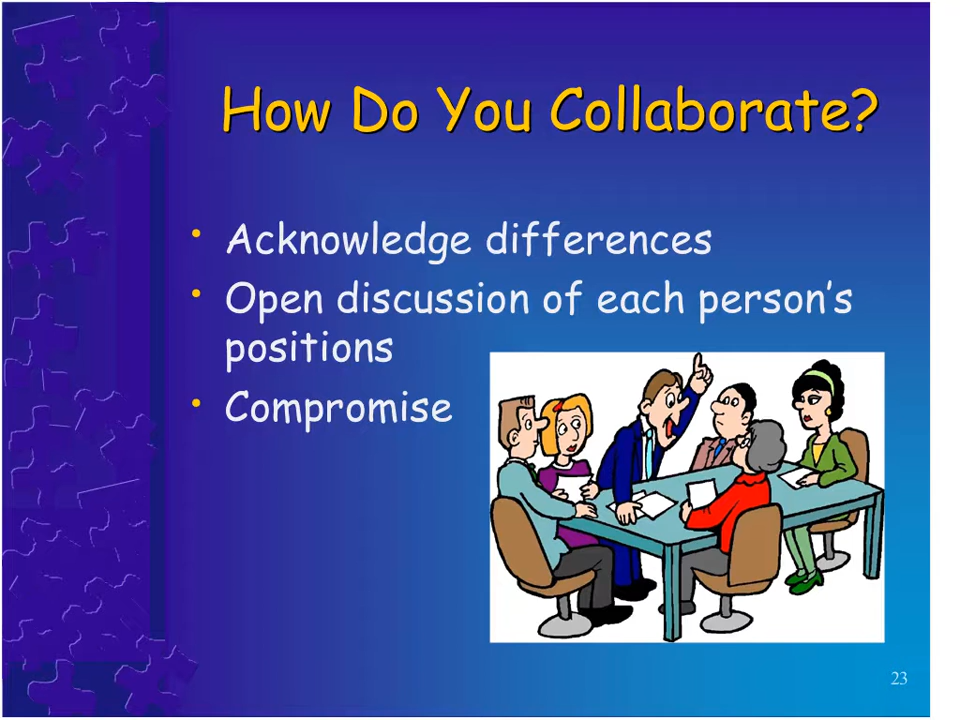 How Do You Collaborate?
• Acknowledge differences
• Open discussion of each person’s
positions
• Compromise
23